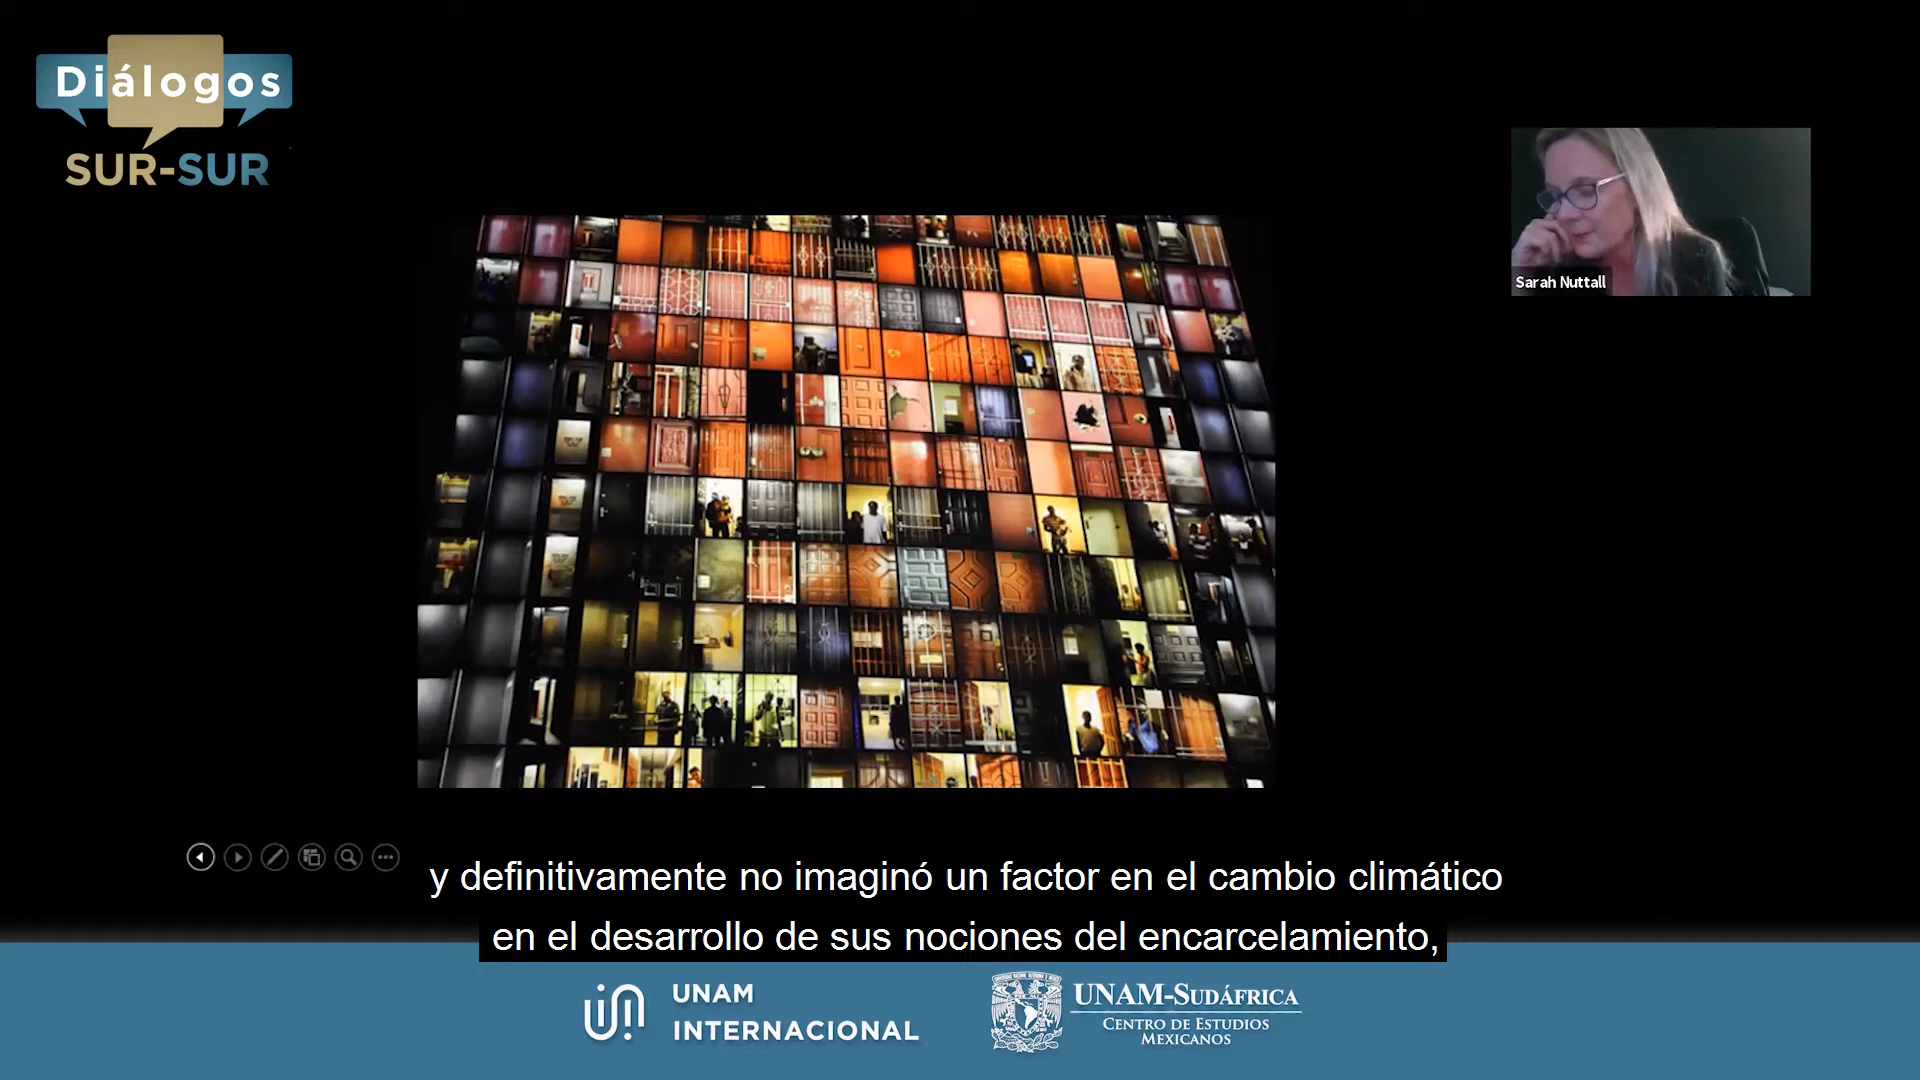 Diálogos
SUR-SUR
Sarah Nuttall
y definitivamente no imaginó un factor en el cambio climático
en el desarrollo de sus nociones del encarcelamiento,
UNAM
INTERNACIONAL
UNAM-SUDÁFRICA
CENTRO DE ESTUDIOS
MEXICANOS